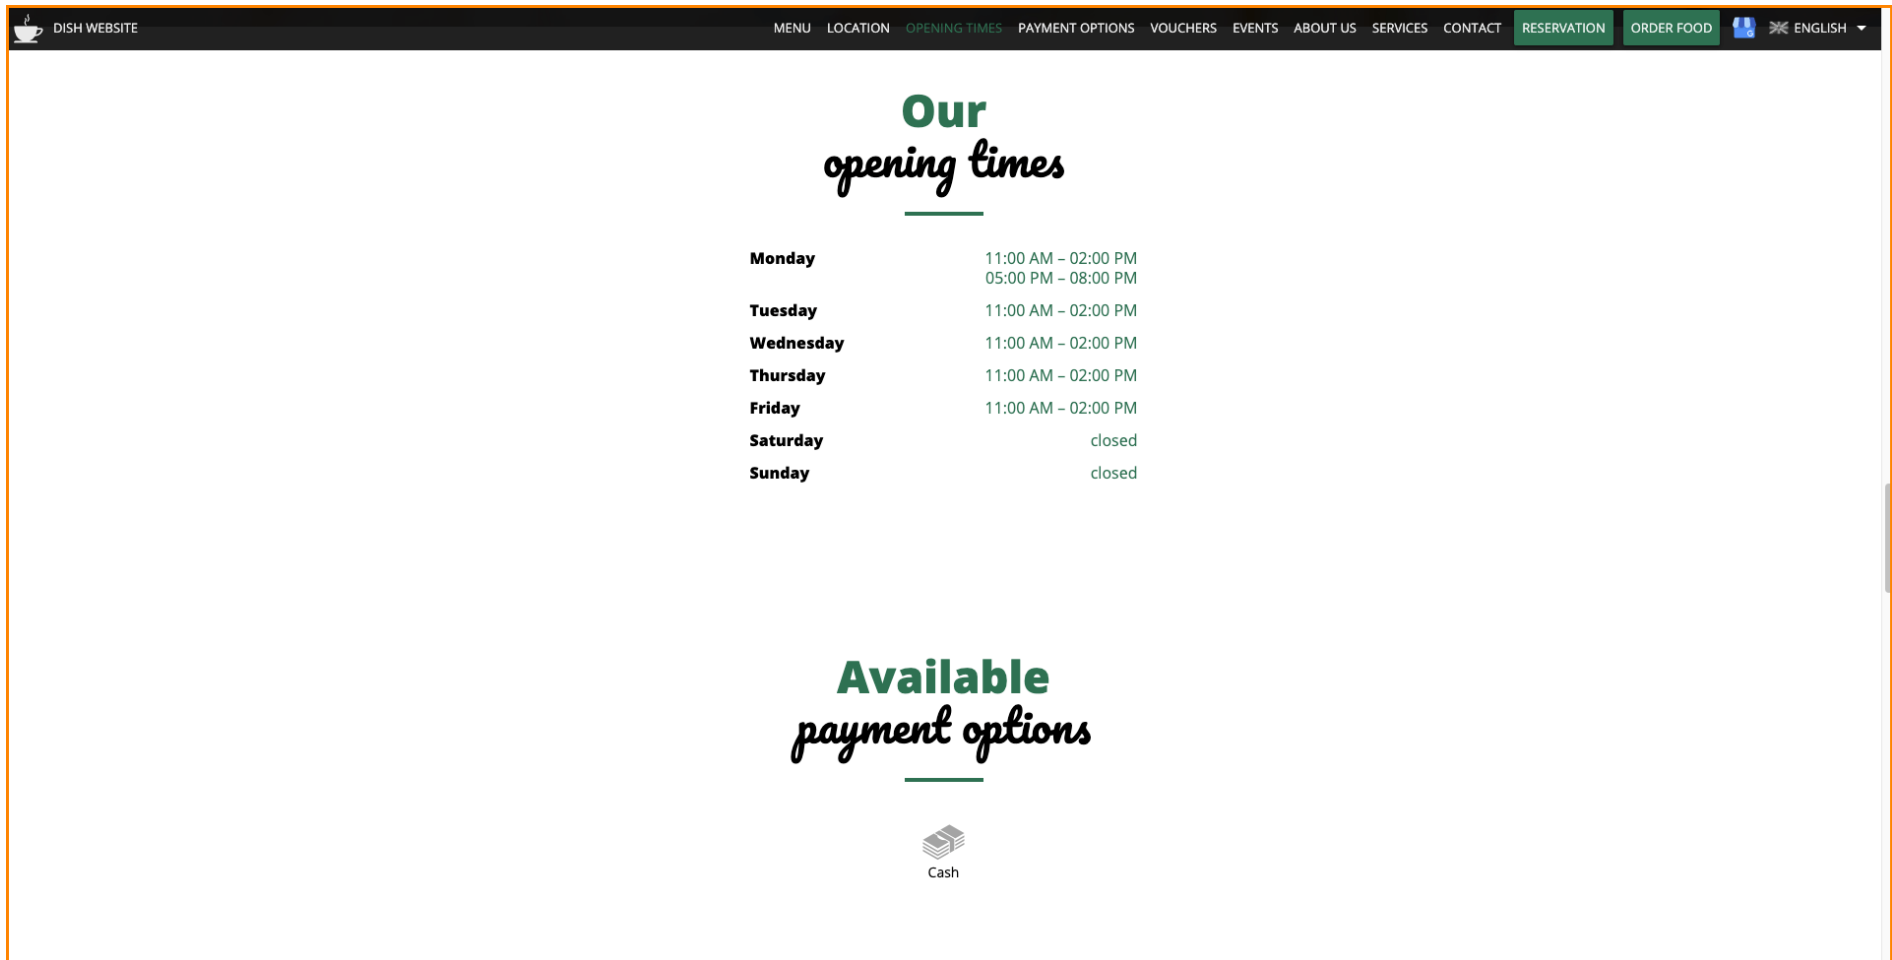 DISH WEBSITE
MENU LOCATION OPENING TIMES PAYMENT OPTIONS VOUCHERS EVENTS ABOUT US SERVICES CONTACT RESERVATION ORDER FOOD ENGLISH
Our
opening times
Monday 11:00 AM – 02:00 PM
05:00 PM – 08:00 PM
Tuesday 11:00 AM – 02:00 PM
Wednesday 11:00 AM – 02:00 PM
Thursday 11:00 AM – 02:00 PM
Friday 11:00 AM – 02:00 PM
Saturday closed
Sunday closed
Available
payment options
Cash